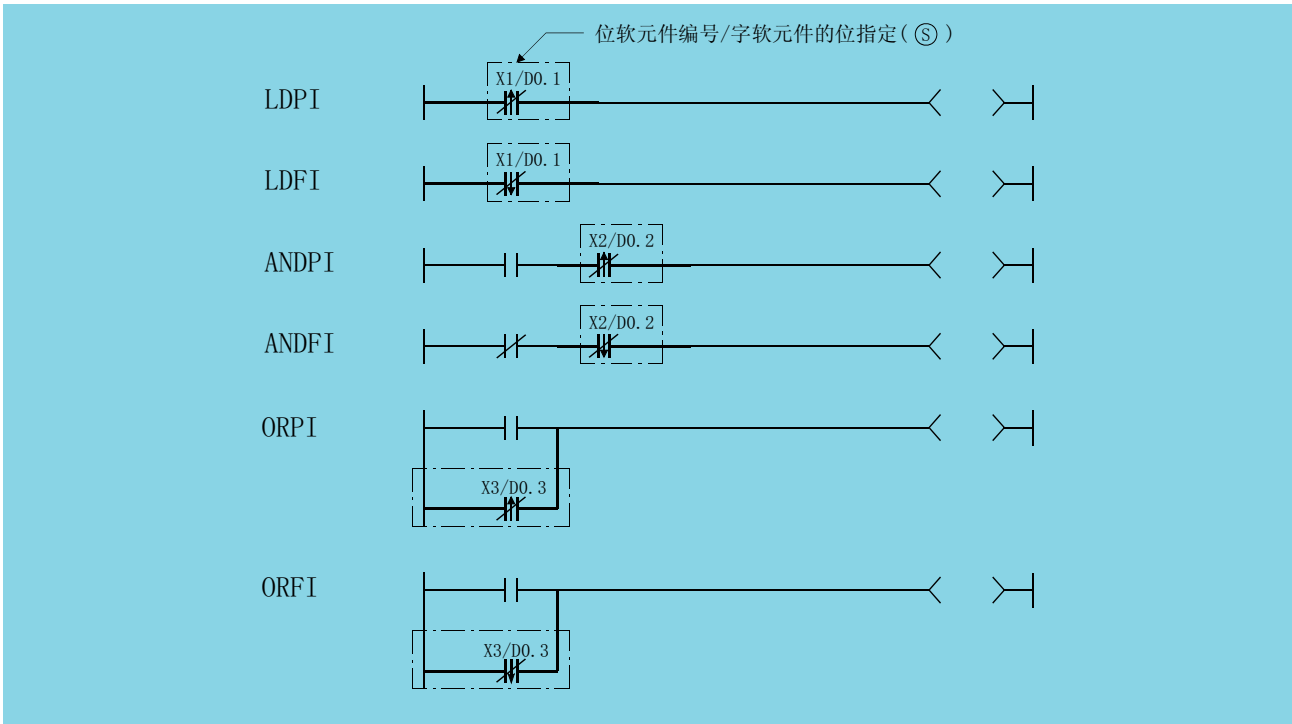 位软元件编号/字软元件的位指定( Ⓢ )
X1/D0.1
LDPI
X1/D0.1
LDFI
X2/D0.2
ANDPI
X2/D0.2
ANDFI
ORPI
X3/D0.3
ORFI
X3/D0.3